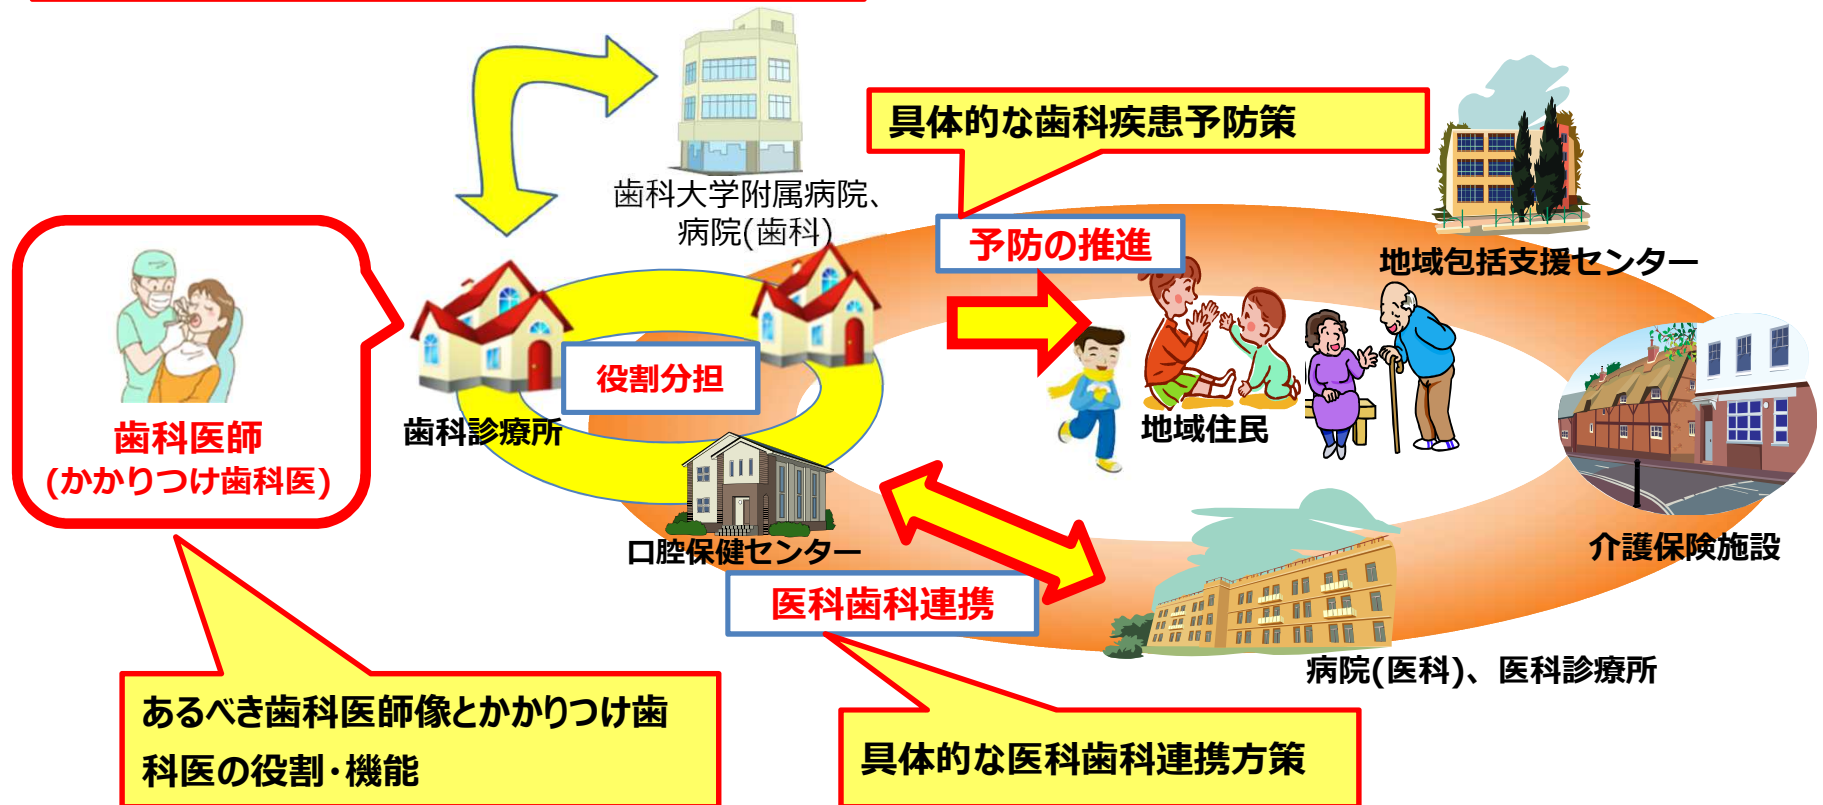 具体的な歯科疾患予防策
歯科大学附属病院、
病院(歯科)
予防の推進
地域包括支援センター
役割分担
歯科診療所
地域住民
歯科医師
(かかりつけ歯科医)
口腔保健センター
介護保険施設
医科歯科連携
病院(医科)、医科診療所
あるべき歯科医師像とかかりつけ歯
科医の役割・機能
具体的な医科歯科連携方策